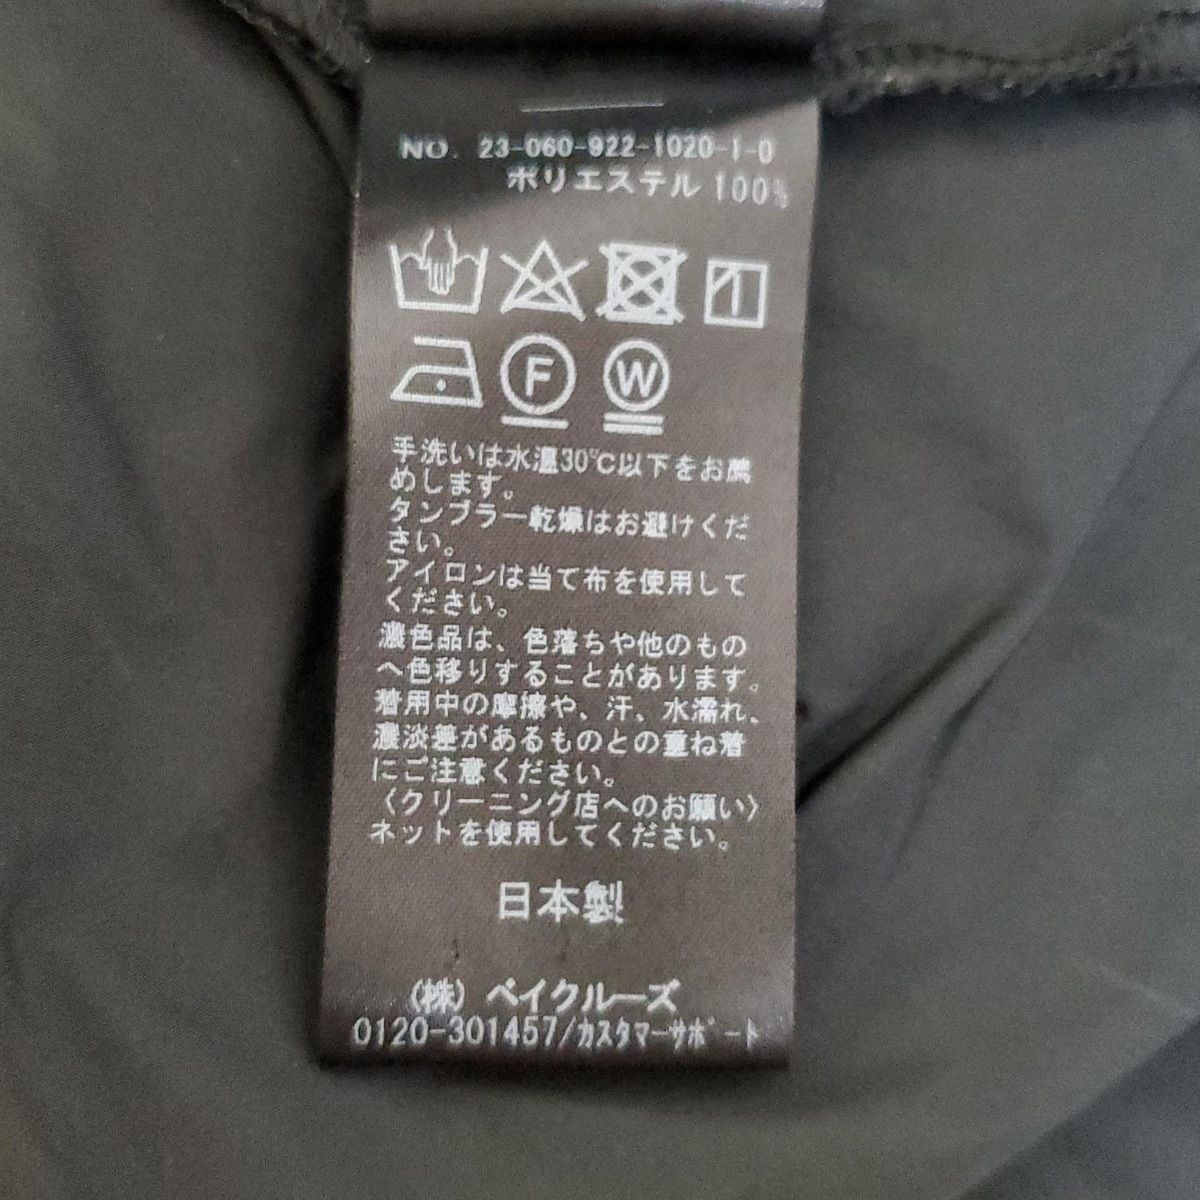 NO. 23-060-922-1020-1-0
ポリエステル 100%
F W
手洗いは水温30℃以下をお薦
めします。
タンブラー乾燥はお避けくだ
さい。
アイロンは当て布を使用して
ください。
濃色品は、色落ちや他のもの
へ色移りすることがあります。
着用中の摩擦や、汗、水濡れ、
濃淡差があるものとの重ね着
にご注意ください。
〈クリーニング店へのお願い〉
ネットを使用してください。
日本製
(株) ベイクルーズ
0120-301457/ｶｽﾀﾏｰｻﾎﾟｰﾄ